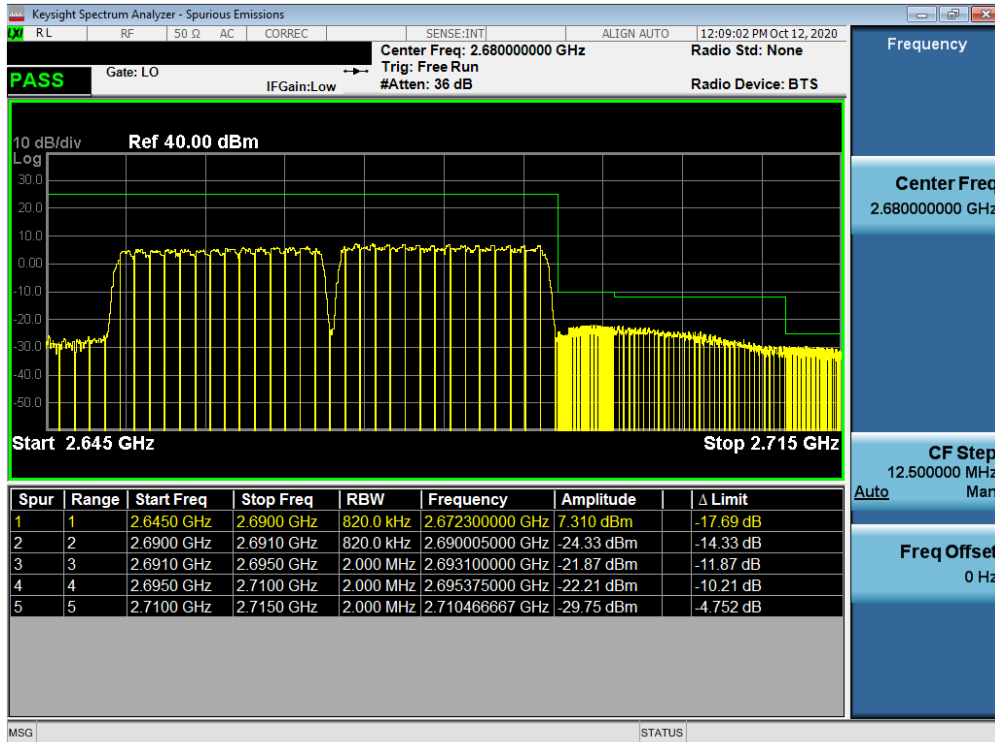 Keysight Spectrum Analyzer - Spurious Emissions
LXI RL RF 50 Ω AC CORREC SENSE:INT ALIGN AUTO 12:09:02 PM Oct 12, 2020
Center Freq: 2.680000000 GHz Radio Std: None
PASS Gate: LO Trig: Free Run
IFGain:Low #Atten: 36 dB Radio Device: BTS
10 dB/div Ref 40.00 dBm
Log
30.0
20.0
10.0
0.00
-10.0
-20.0
-30.0
-40.0
-50.0
Start 2.645 GHz Stop 2.715 GHz
Spur Range Start Freq Stop Freq RBW Frequency Amplitude Δ Limit
1 1 2.6450 GHz 2.6900 GHz 820.0 kHz 2.672300000 GHz 7.310 dBm -17.69 dB
2 2 2.6900 GHz 2.6910 GHz 820.0 kHz 2.690005000 GHz -24.33 dBm -14.33 dB
3 3 2.6910 GHz 2.6950 GHz 2.000 MHz 2.693100000 GHz -21.87 dBm -11.87 dB
4 4 2.6950 GHz 2.7100 GHz 2.000 MHz 2.695375000 GHz -22.21 dBm -10.21 dB
5 5 2.7100 GHz 2.7150 GHz 2.000 MHz 2.710466667 GHz -29.75 dBm -4.752 dB
Frequency
Center Freq
2.680000000 GHz
CF Step
12.500000 MHz
Auto Man
Freq Offset
0 Hz
MSG STATUS